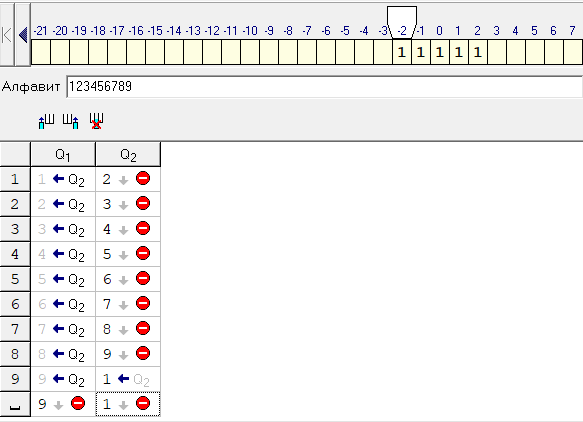 -21 -20 -19 -18 -17 -16 -15 -14 -13 -12 -11 -10 -9 -8 -7 -6 -5 -4 -3 -2 -1 0 1 2 3 4 5 6 7
1 1 1 1 1
Алфавит 123456789
Q1 Q2
1 1 ← Q2 2 ↓
2 2 ← Q2 3 ↓
3 3 ← Q2 4 ↓
4 4 ← Q2 5 ↓
5 5 ← Q2 6 ↓
6 6 ← Q2 7 ↓
7 7 ← Q2 8 ↓
8 8 ← Q2 9 ↓
9 9 ← Q2 1 ← Q2
␣ 9 ↓ 1 ↓